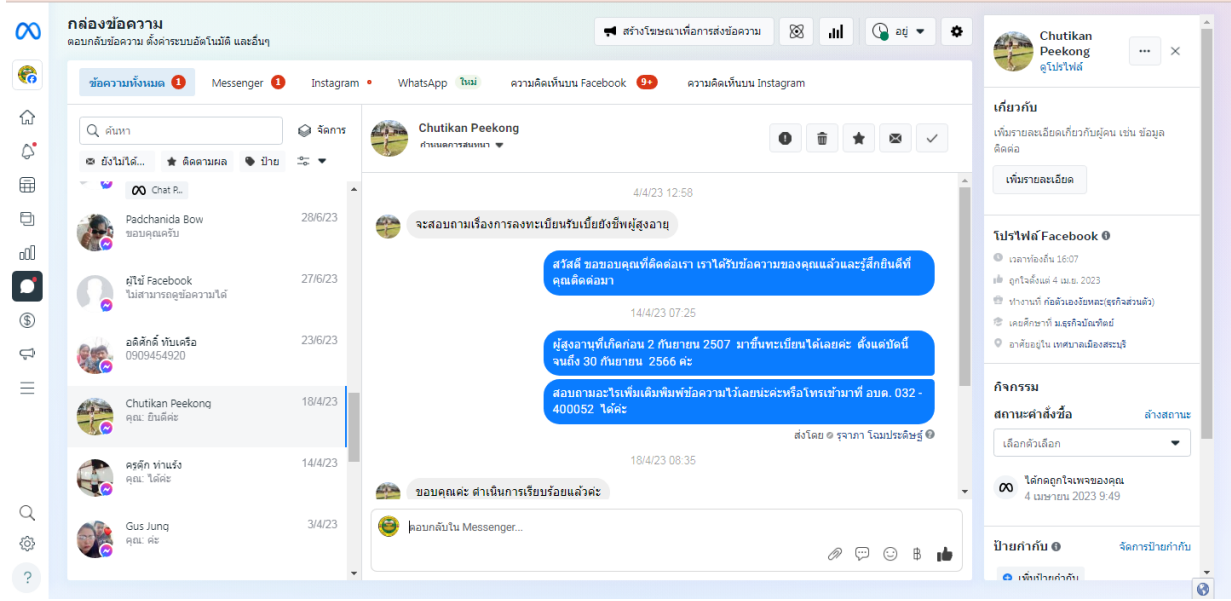 กล่องข้อความ
ตอบกลับข้อความ ตั้งค่าระบบอัตโนมัติ และอื่นๆ
สร้างโฆษณาเพื่อการส่งข้อความ
อยู่
ข้อความทั้งหมด 1
Messenger 1
Instagram
WhatsApp ใหม่
ความคิดเห็นบน Facebook 9+
ความคิดเห็นบน Instagram
ค้นหา
จัดการ
ยังไม่ได้...
ติดตามผล
ป้าย
Chat P...
Padchanida Bow 28/6/23
ขอบคุณครับ
ผู้ใช้ Facebook 27/6/23
ไม่สามารถดูข้อความได้
อดิศักดิ์ ทับเครือ 23/6/23
0909454920
Chutikan Peekong 18/4/23
คุณ: ยินดีค่ะ
ครูตุ๊ก ท่าแร้ง 14/4/23
คุณ: ได้ค่ะ
Gus Jung 3/4/23
คุณ: ค่ะ
Chutikan Peekong
กำหนดการสนทนา
4/4/23 12:58
จะสอบถามเรื่องการลงทะเบียนรับเบี้ยยังชีพผู้สูงอายุ
สวัสดี ขอขอบคุณที่ติดต่อเรา เราได้รับข้อความของคุณแล้วและรู้สึกยินดีที่
คุณติดต่อมา
14/4/23 07:25
ผู้สูงอานุที่เกิดก่อน 2 กันยายน 2507 มาขึ้นทะเบียนได้เลยค่ะ ตั้งแต่บัดนี้
จนถึง 30 กันยายน 2566 ค่ะ
สอบถามอะไรเพิ่มเติมพิมพ์ข้อความไว้เลยน่ะค่ะหรือโทรเข้ามาที่ อบต. 032 -
400052 ได้ค่ะ
ส่งโดย รุจาภา โฉมประดิษฐ์
18/4/23 08:35
ขอบคุณค่ะ ดำเนินการเรียบร้อยแล้วค่ะ
ตอบกลับใน Messenger...
Chutikan
Peekong
ดูโปรไฟล์
เกี่ยวกับ
เพิ่มรายละเอียดเกี่ยวกับผู้คน เช่น ข้อมูล
ติดต่อ
เพิ่มรายละเอียด
โปรไฟล์ Facebook
เวลาท้องถิ่น 16:07
ถูกใจตั้งแต่ 4 เม.ย. 2023
ทำงานที่ ก่อตัวเองงัยหละ(ธุรกิจส่วนตัว)
เคยศึกษาที่ ม.ธุรกิจบัณฑิตย์
อาศัยอยู่ใน เทศบาลเมืองสระบุรี
กิจกรรม
สถานะคำสั่งซื้อ ล้างสถานะ
เลือกตัวเลือก
ได้กดถูกใจเพจของคุณ
4 เมษายน 2023 9:49
ป้ายกำกับ จัดการป้ายกำกับ
เพิ่มป้ายกำกับ